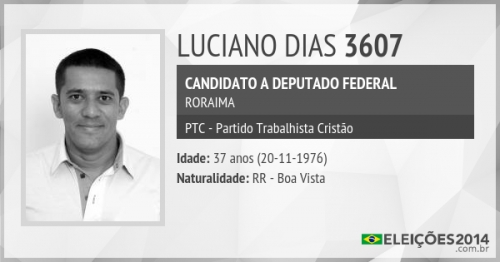 LUCIANO DIAS 3607
CANDIDATO A DEPUTADO FEDERAL
RORAIMA
PTC - Partido Trabalhista Cristão
Idade: 37 anos (20-11-1976)
Naturalidade: RR - Boa Vista
ELEIÇÕES2014
.com.br